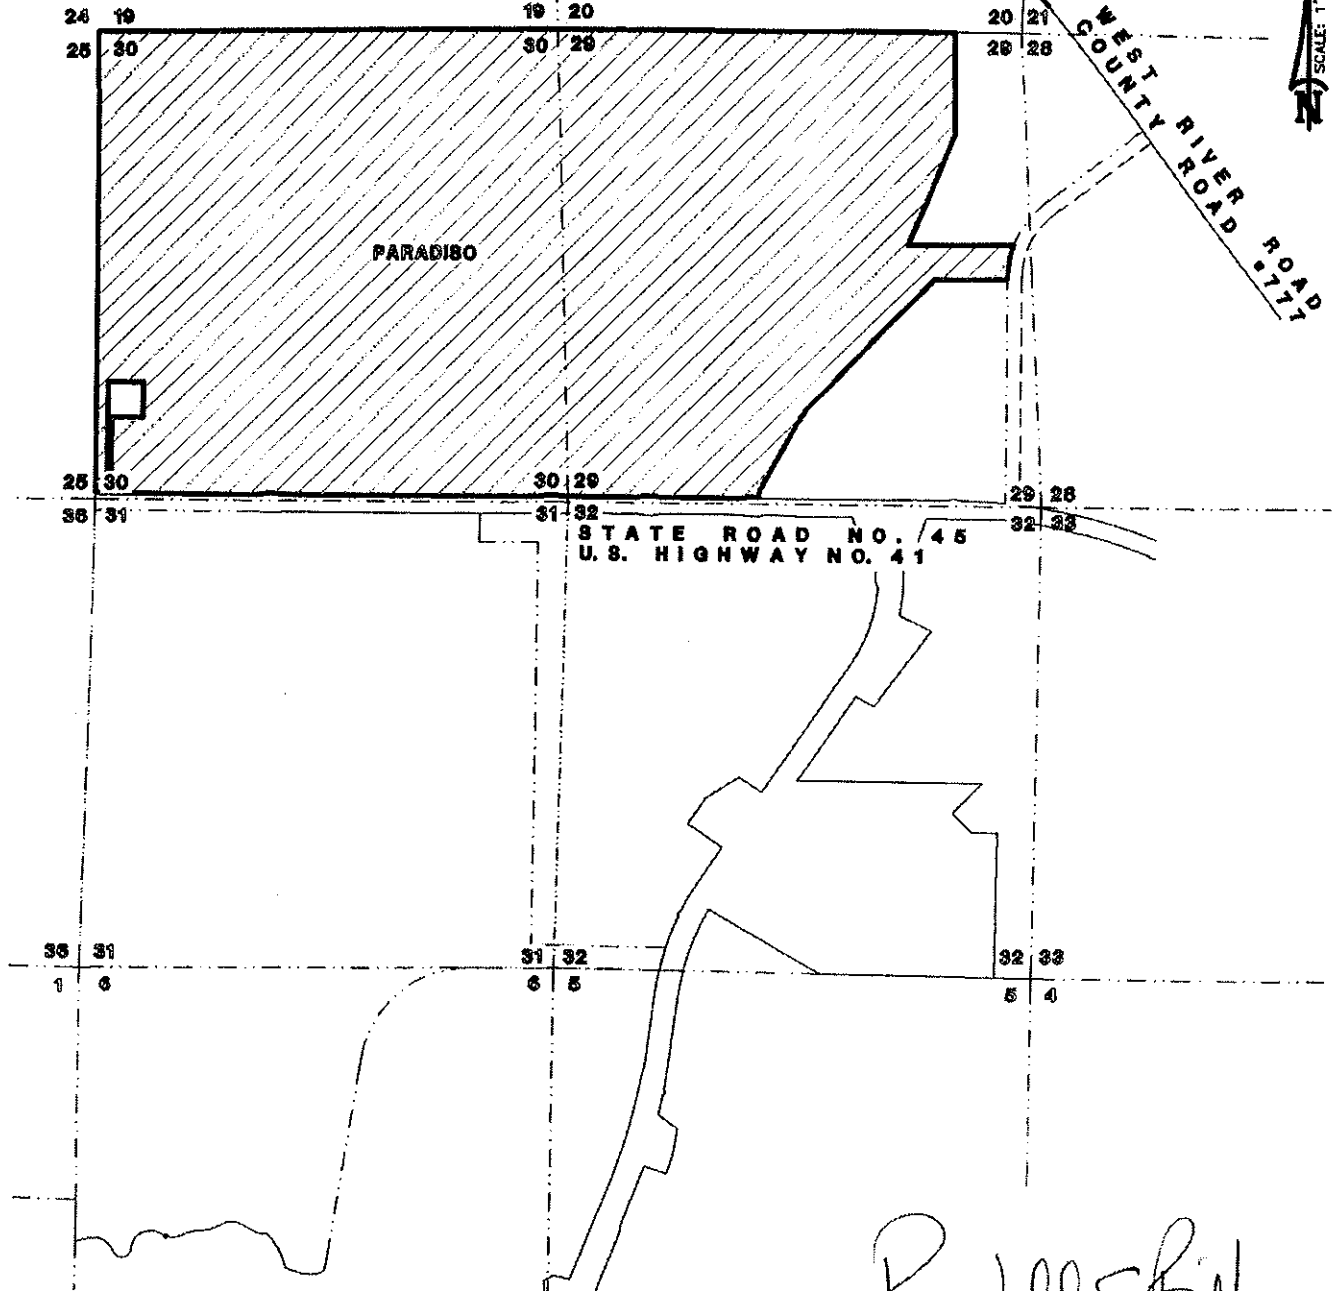 24 19 19 20 20 21
25 30 30 29 29 28
WEST RIVER ROAD
COUNTY ROAD #777
SCALE: 1"
N
PARADISO
25 30 30 29 29 28
36 31 31 32 32 33
STATE ROAD NO. 45
U.S. HIGHWAY NO. 41
36 31 31 32 32 33
1 6 6 5 5 4